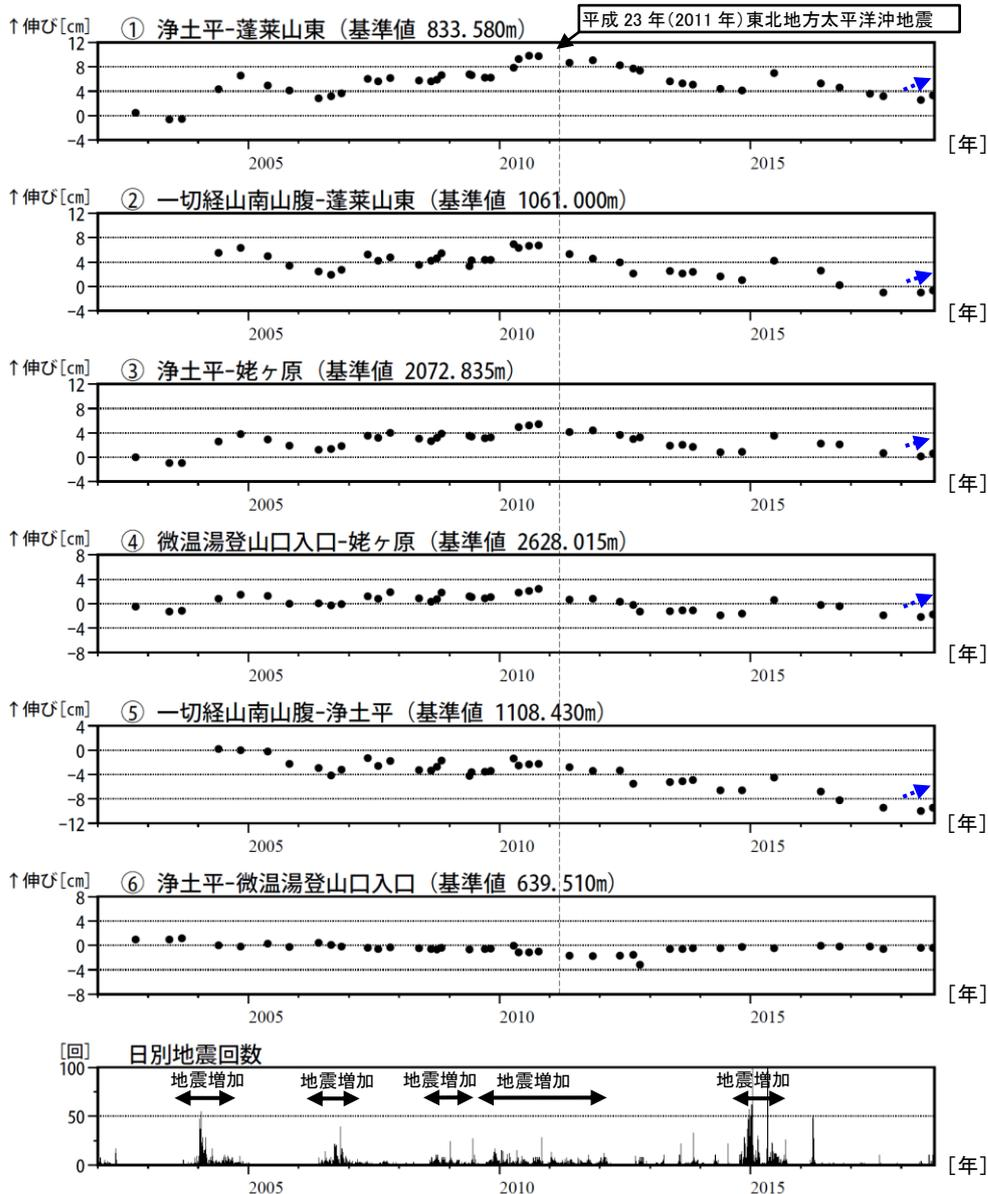 平成 23 年(2011 年)東北地方太平洋沖地震
↑伸び[cm] ① 浄土平-蓬莱山東（基準値 833.580m）
12
8
4
0
-4
2005 2010 2015 [年]
↑伸び[cm] ② 一切経山南山腹-蓬莱山東（基準値 1061.000m）
12
8
4
0
-4
2005 2010 2015 [年]
↑伸び[cm] ③ 浄土平-姥ヶ原（基準値 2072.835m）
12
8
4
0
-4
2005 2010 2015 [年]
↑伸び[cm] ④ 微温湯登山口入口-姥ヶ原（基準値 2628.015m）
8
4
0
-4
-8
2005 2010 2015 [年]
↑伸び[cm] ⑤ 一切経山南山腹-浄土平（基準値 1108.430m）
4
0
-4
-8
-12
2005 2010 2015 [年]
↑伸び[cm] ⑥ 浄土平-微温湯登山口入口（基準値 639.510m）
8
4
0
-4
-8
2005 2010 2015 [年]
[回] 日別地震回数
100
地震増加 地震増加 地震増加 地震増加 地震増加
50
0
2005 2010 2015 [年]